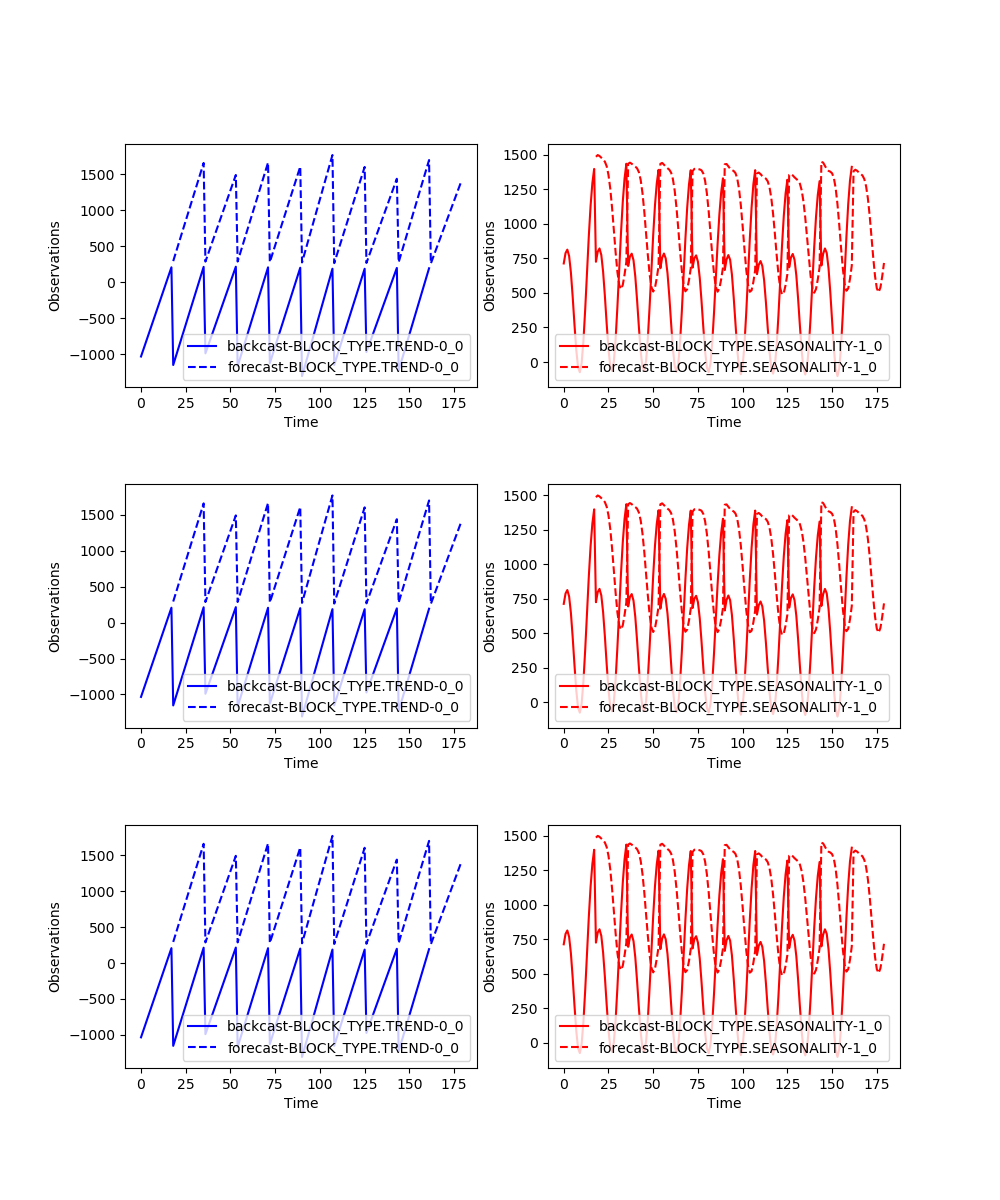 1500
1000
500
0
−500
−1000
Observations
0 25 50 75 100 125 150 175
Time
backcast-BLOCK_TYPE.TREND-0_0
forecast-BLOCK_TYPE.TREND-0_0
1500
1250
1000
750
500
250
0
Observations
0 25 50 75 100 125 150 175
Time
backcast-BLOCK_TYPE.SEASONALITY-1_0
forecast-BLOCK_TYPE.SEASONALITY-1_0
1500
1000
500
0
−500
−1000
Observations
0 25 50 75 100 125 150 175
Time
backcast-BLOCK_TYPE.TREND-0_0
forecast-BLOCK_TYPE.TREND-0_0
1500
1250
1000
750
500
250
0
Observations
0 25 50 75 100 125 150 175
Time
backcast-BLOCK_TYPE.SEASONALITY-1_0
forecast-BLOCK_TYPE.SEASONALITY-1_0
1500
1000
500
0
−500
−1000
Observations
0 25 50 75 100 125 150 175
Time
backcast-BLOCK_TYPE.TREND-0_0
forecast-BLOCK_TYPE.TREND-0_0
1500
1250
1000
750
500
250
0
Observations
0 25 50 75 100 125 150 175
Time
backcast-BLOCK_TYPE.SEASONALITY-1_0
forecast-BLOCK_TYPE.SEASONALITY-1_0